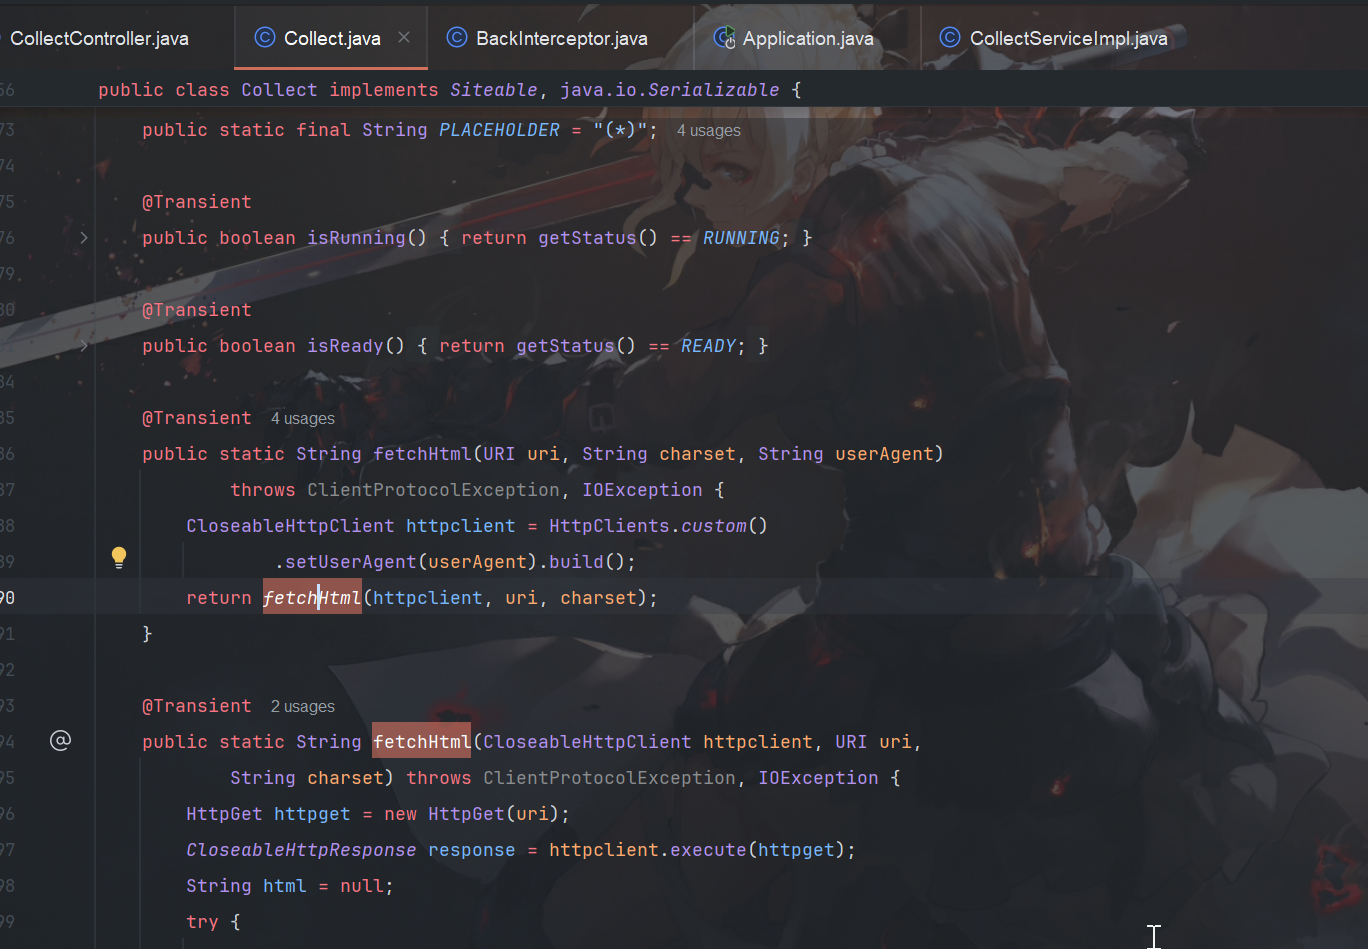 CollectController.java Collect.java BackInterceptor.java Application.java CollectServiceImpl.java
56 public class Collect implements Siteable, java.io.Serializable {
73 public static final String PLACEHOLDER = "(*)"; 4 usages
74
75 @Transient
76 public boolean isRunning() { return getStatus() == RUNNING; }
79
80 @Transient
public boolean isReady() { return getStatus() == READY; }
84
85 @Transient 4 usages
86 public static String fetchHtml(URI uri, String charset, String userAgent)
87 throws ClientProtocolException, IOException {
88 CloseableHttpClient httpclient = HttpClients.custom()
89 .setUserAgent(userAgent).build();
90 return fetchHtml(httpclient, uri, charset);
91 }
92
93 @Transient 2 usages
94 public static String fetchHtml(CloseableHttpClient httpclient, URI uri,
95 String charset) throws ClientProtocolException, IOException {
96 HttpGet httpget = new HttpGet(uri);
97 CloseableHttpResponse response = httpclient.execute(httpget);
98 String html = null;
99 try {